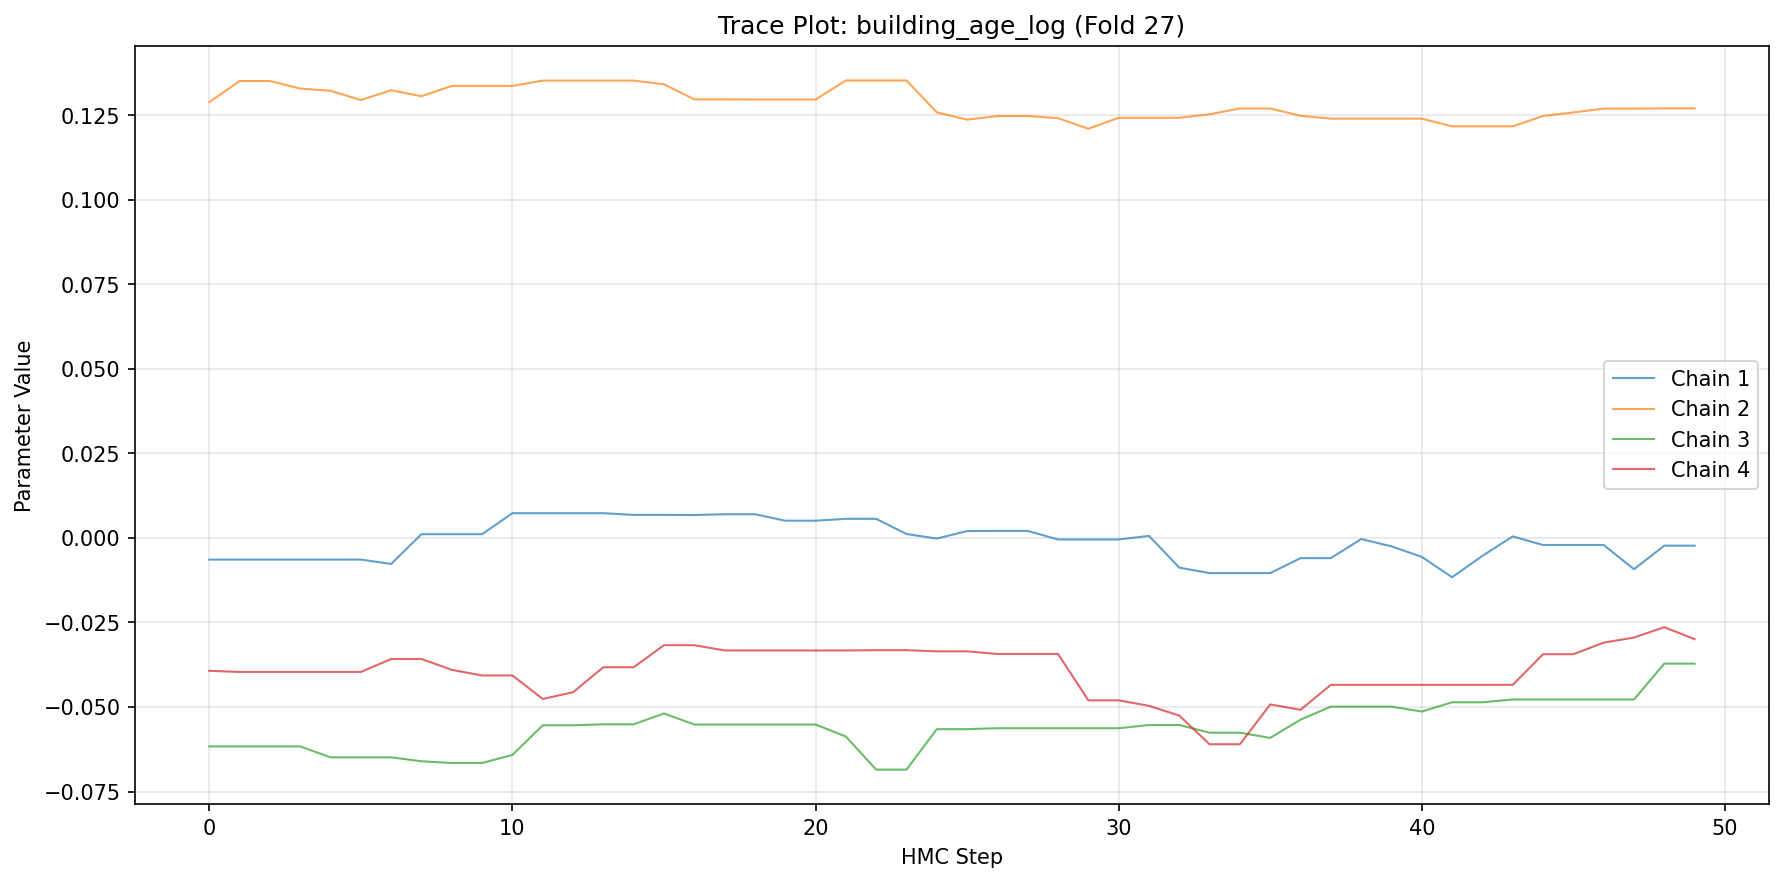 Trace Plot: building_age_log (Fold 27)
Parameter Value
0.125
0.100
0.075
0.050
0.025
0.000
−0.025
−0.050
−0.075
Chain 1
Chain 2
Chain 3
Chain 4
0 10 20 30 40 50
HMC Step